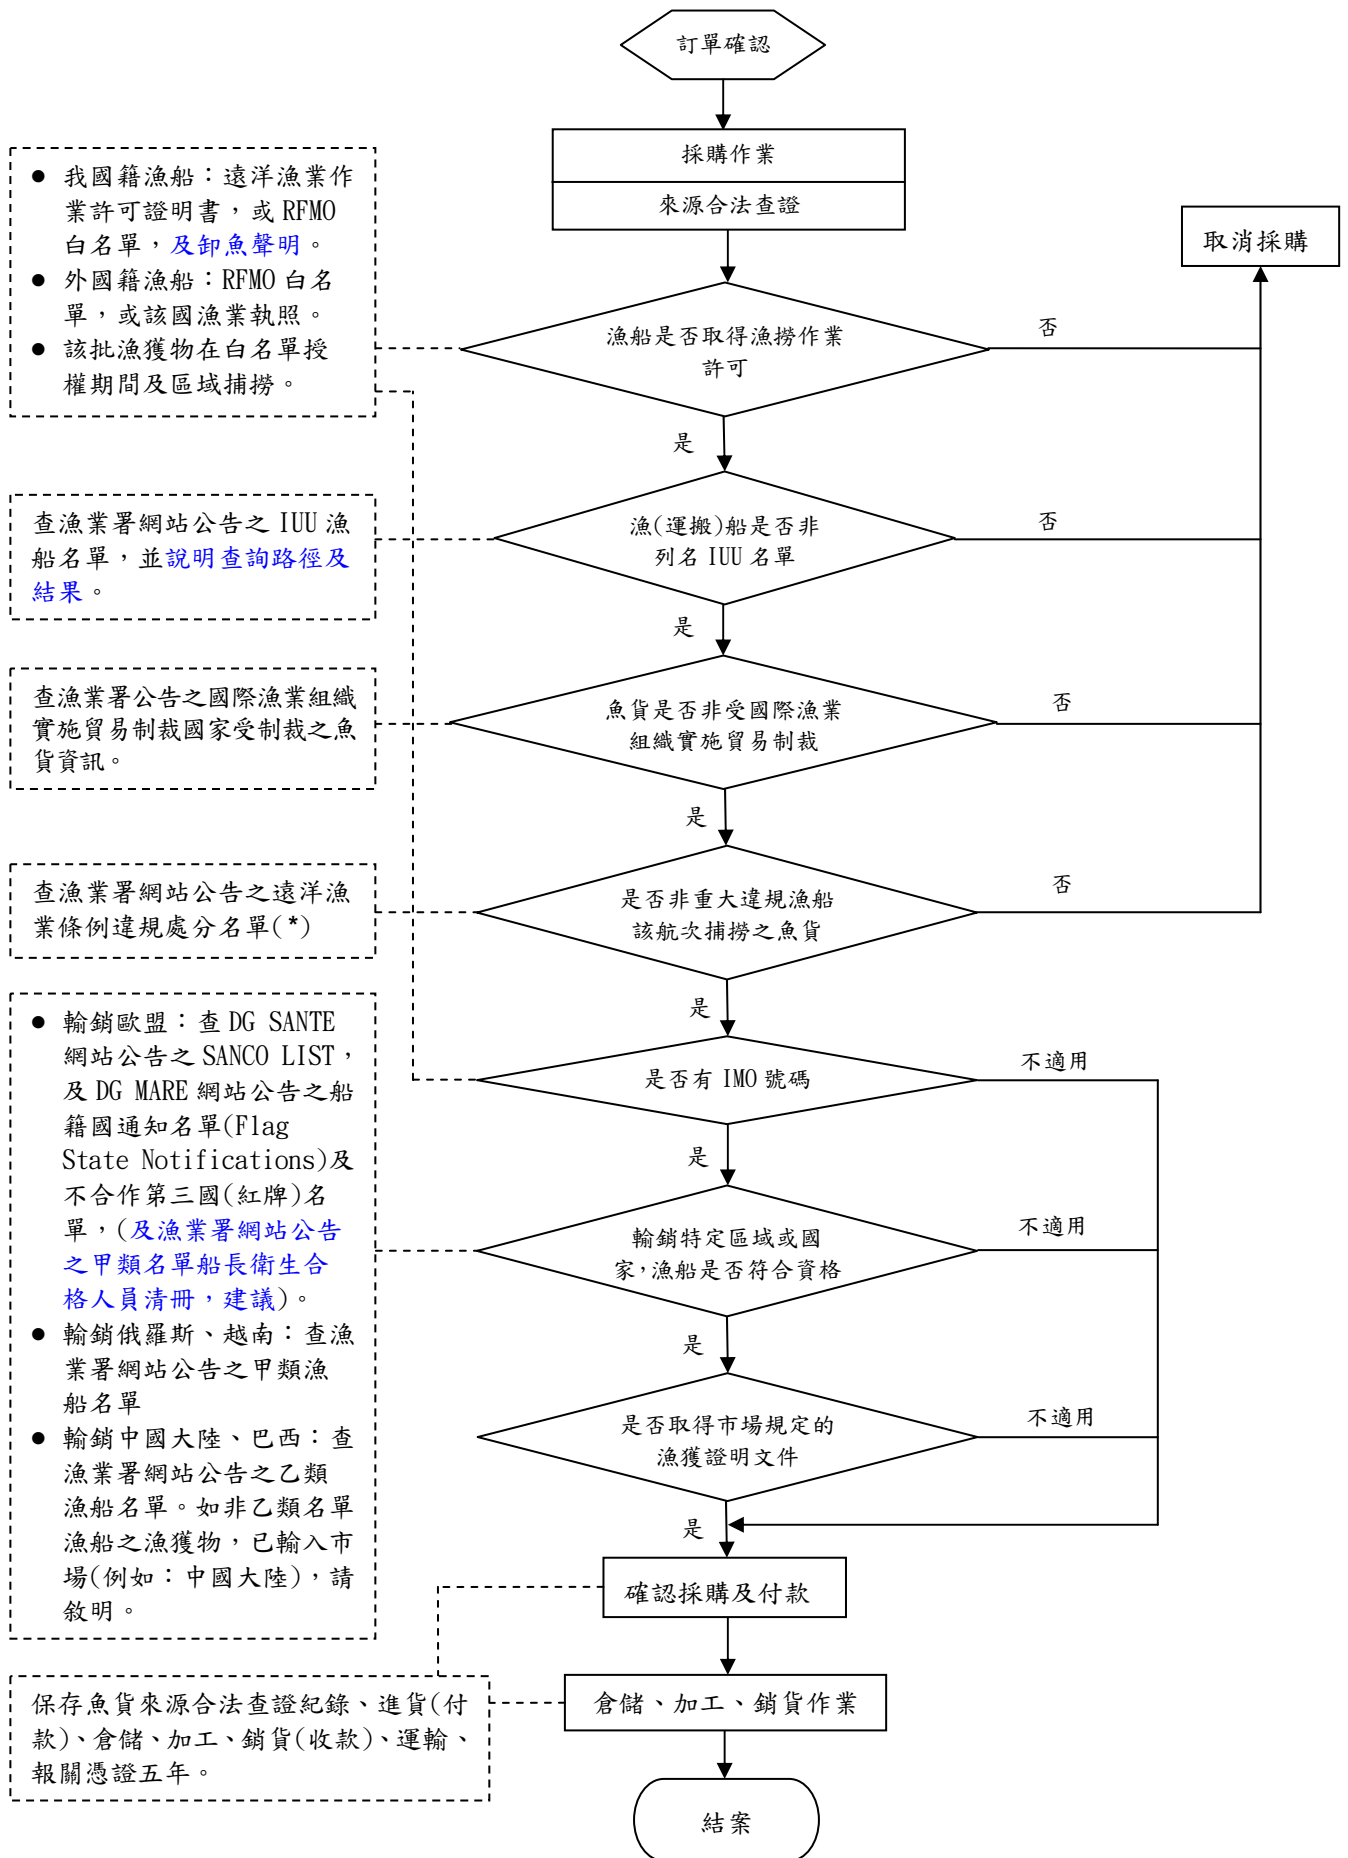 訂單確認
採購作業
來源合法查證
取消採購
● 我國籍漁船：遠洋漁業作
業許可證明書，或 RFMO
白名單，及卸魚聲明。
● 外國籍漁船：RFMO 白名
單，或該國漁業執照。
● 該批漁獲物在白名單授
權期間及區域捕撈。
漁船是否取得漁撈作業
許可
否
是
查漁業署網站公告之 IUU 漁
船名單，並說明查詢路徑及
結果。
漁(運搬)船是否非
列名 IUU 名單
否
是
查漁業署公告之國際漁業組織
實施貿易制裁國家受制裁之魚
貨資訊。
魚貨是否非受國際漁業
組織實施貿易制裁
否
是
查漁業署網站公告之遠洋漁
業條例違規處分名單(*)
是否非重大違規漁船
該航次捕撈之魚貨
否
是
是否有 IMO 號碼
不適用
是
● 輸銷歐盟：查 DG SANTE
網站公告之 SANCO LIST，
及 DG MARE 網站公告之船
籍國通知名單(Flag
State Notifications)及
不合作第三國(紅牌)名
單，(及漁業署網站公告
之甲類名單船長衛生合
格人員清冊，建議)。
● 輸銷俄羅斯、越南：查漁
業署網站公告之甲類漁
船名單
● 輸銷中國大陸、巴西：查
漁業署網站公告之乙類
漁船名單。如非乙類名單
漁船之漁獲物，已輸入市
場(例如：中國大陸)，請
敘明。
輸銷特定區域或國
家，漁船是否符合資格
不適用
是
是否取得市場規定的
漁獲證明文件
不適用
是
確認採購及付款
保存魚貨來源合法查證紀錄、進貨(付
款)、倉儲、加工、銷貨(收款)、運輸、
報關憑證五年。
倉儲、加工、銷貨作業
結案